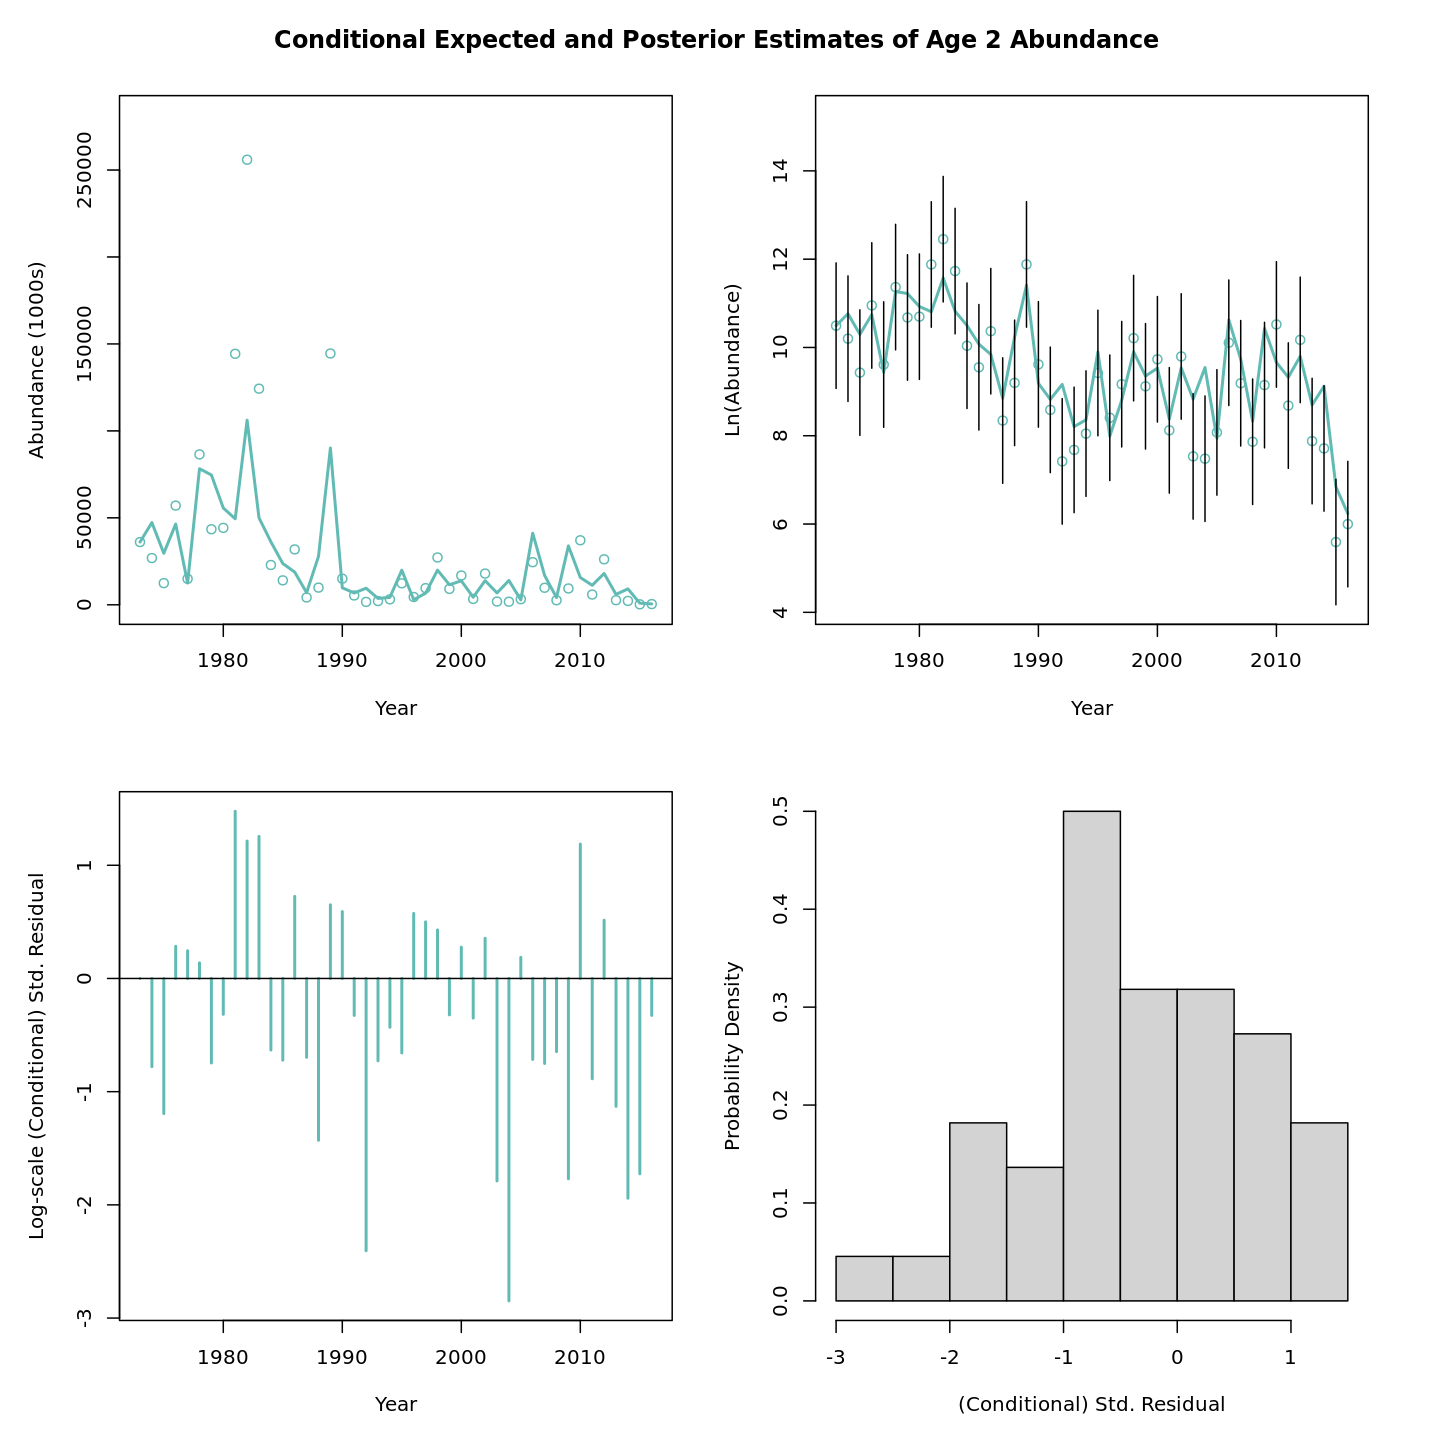 Conditional Expected and Posterior Estimates of Age 2 Abundance
Abundance (1000s)
0
50000
150000
250000
1980 1990 2000 2010
Year
Ln(Abundance)
4
6
8
10
12
14
1980 1990 2000 2010
Year
Log-scale (Conditional) Std. Residual
-3
-2
-1
0
1
1980 1990 2000 2010
Year
Probability Density
0.0
0.1
0.2
0.3
0.4
0.5
-3 -2 -1 0 1
(Conditional) Std. Residual